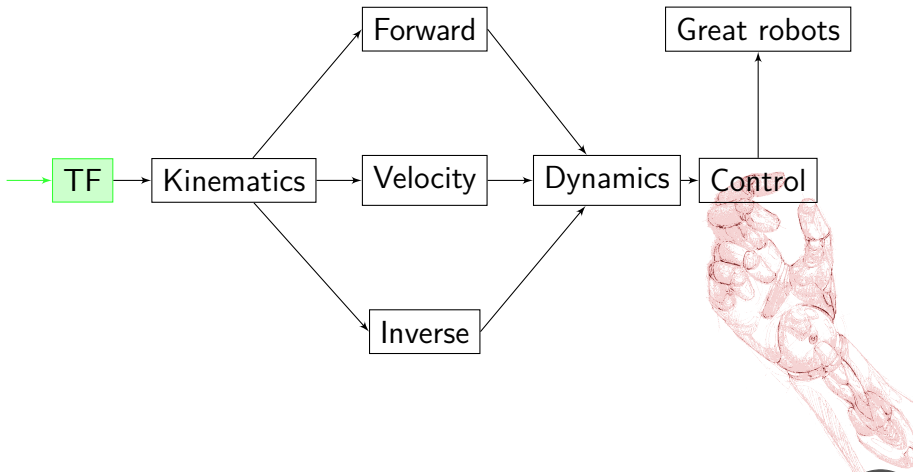 Forward
Great robots
TF
Kinematics
Velocity
Dynamics
Control
Inverse